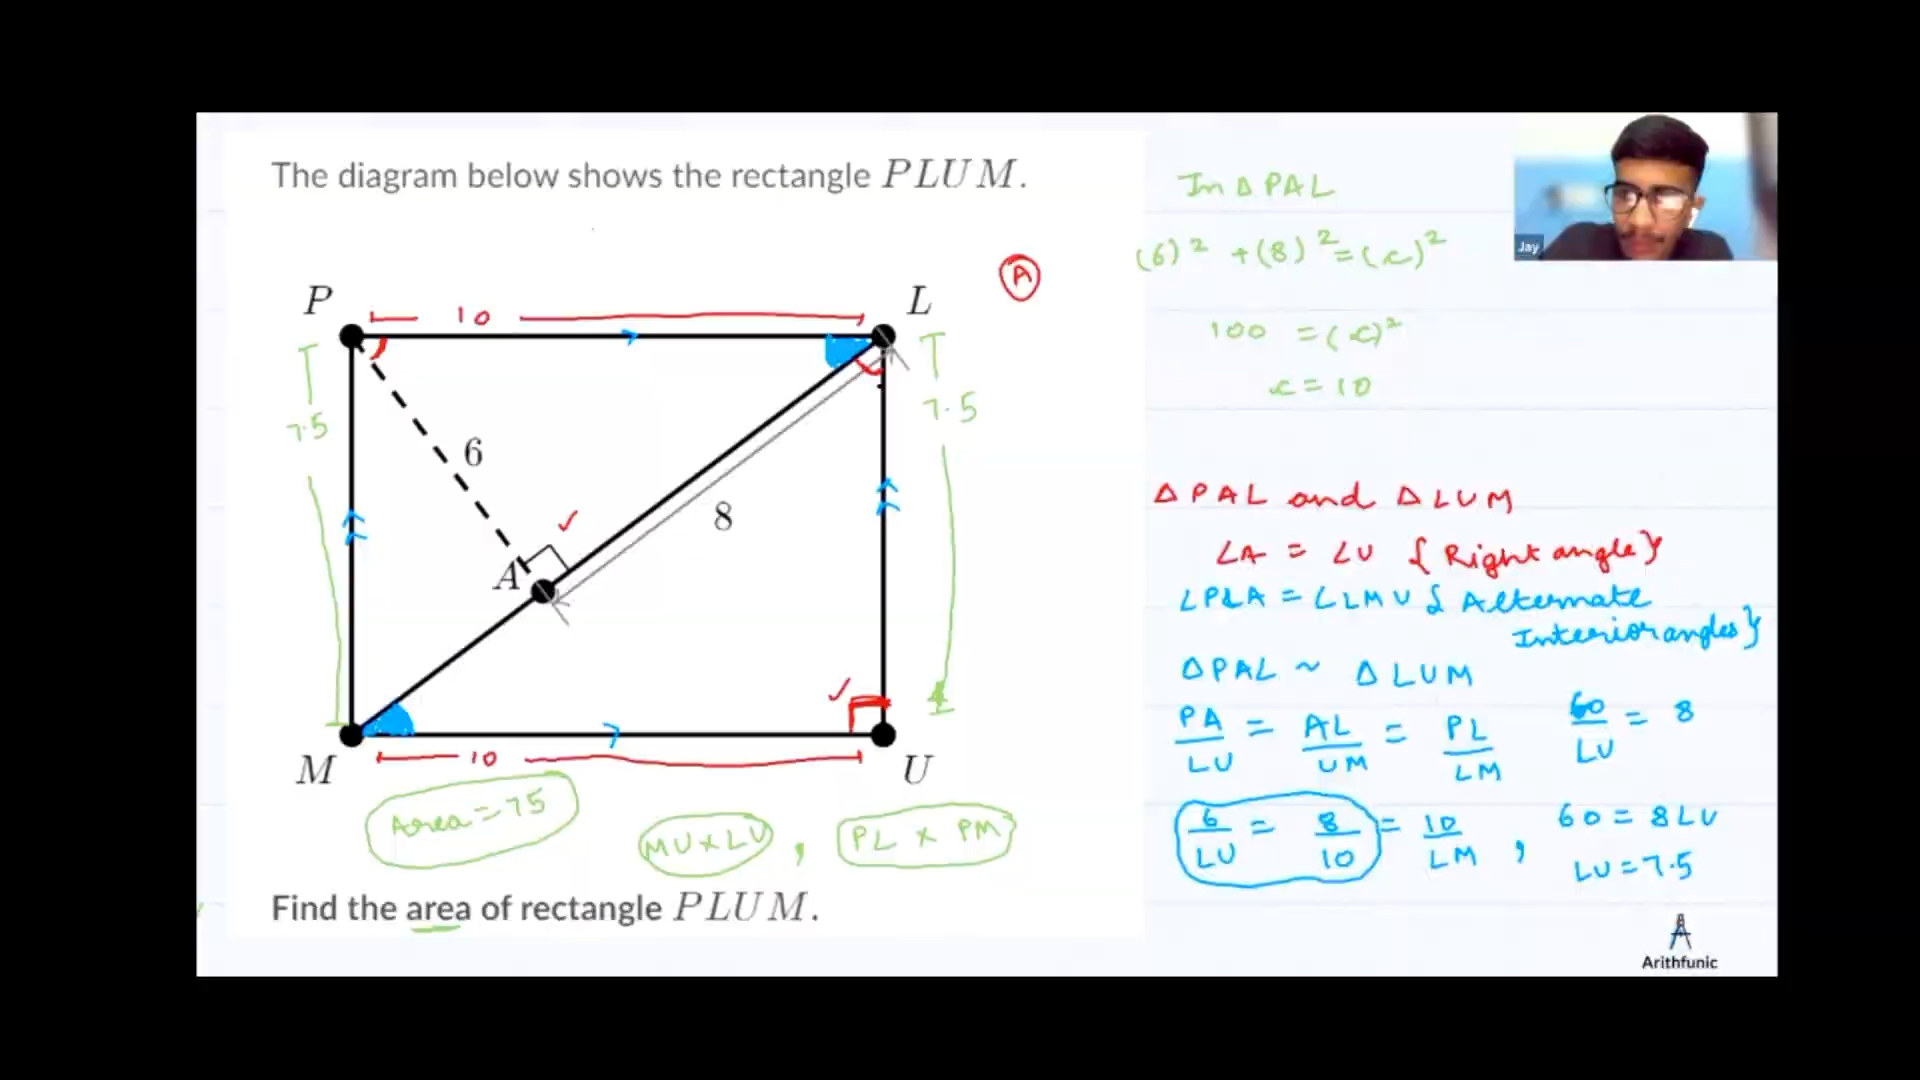 The diagram below shows the rectangle PLUM.
A
P
10
L
7.5
7.5
6
8
A
M
10
U
Area = 75
MU x LU , PL x PM
Find the area of rectangle PLUM.
In Δ PAL
(6)² + (8)² = (x)²
100 = (x)²
x = 10
Δ PAL and Δ LUM
∠A = ∠U { Right angle }
∠PLA = ∠LMU { Alternate
Interior angles }
Δ PAL ~ Δ LUM
PA/LU = AL/UM = PL/LM
60/LU = 8
6/LU = 8/10 = 10/LM ,
60 = 8LU
LU = 7.5
Jay
Arithfunic